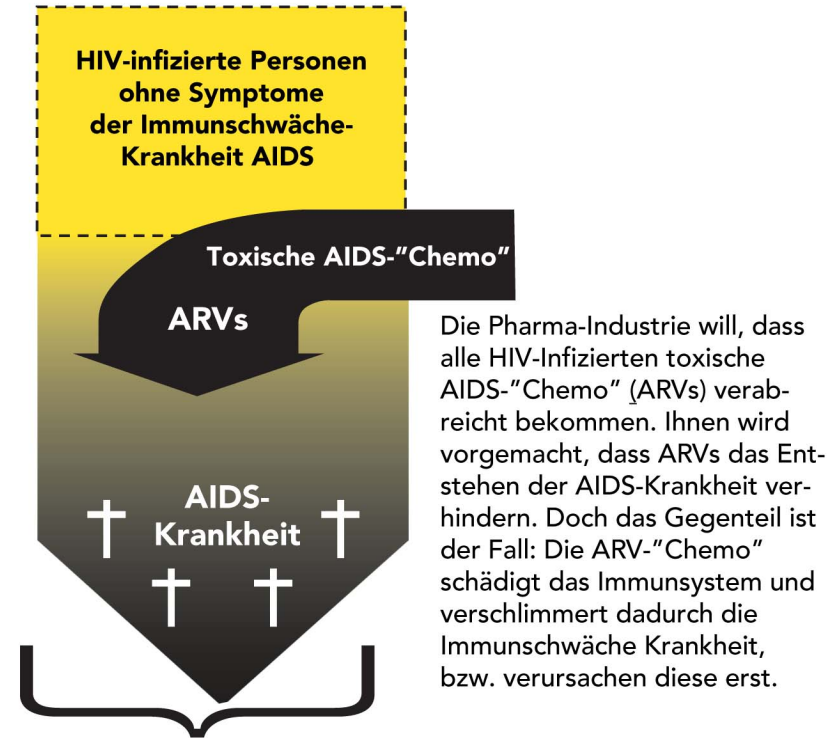 HIV-infizierte Personen
ohne Symptome
der Immunschwäche-
Krankheit AIDS
Toxische AIDS-"Chemo"
ARVs
AIDS-
Krankheit
Die Pharma-Industrie will, dass
alle HIV-Infizierten toxische
AIDS-"Chemo" (ARVs) verab-
reicht bekommen. Ihnen wird
vorgemacht, dass ARVs das Ent-
stehen der AIDS-Krankheit ver-
hindern. Doch das Gegenteil ist
der Fall: Die ARV-"Chemo"
schädigt das Immunsystem und
verschlimmert dadurch die
Immunschwäche Krankheit,
bzw. verursachen diese erst.